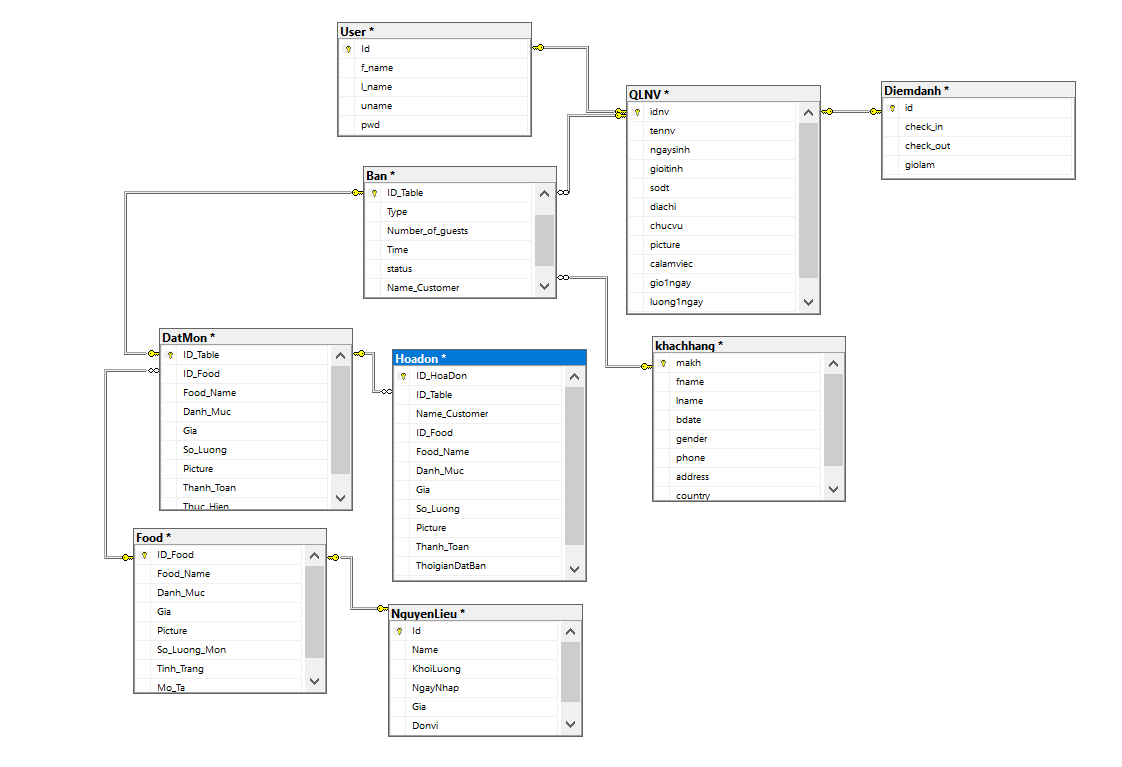 User *
Id
f_name
l_name
uname
pwd
QLNV *
idnv
tennv
ngaysinh
gioitinh
sodt
diachi
chucvu
picture
calamviec
gio1ngay
luong1ngay
Diemdanh *
id
check_in
check_out
giolam
Ban *
ID_Table
Type
Number_of_guests
Time
status
Name_Customer
DatMon *
ID_Table
ID_Food
Food_Name
Danh_Muc
Gia
So_Luong
Picture
Thanh_Toan
Thuc_Hien
Hoadon *
ID_HoaDon
ID_Table
Name_Customer
ID_Food
Food_Name
Danh_Muc
Gia
So_Luong
Picture
Thanh_Toan
ThoigianDatBan
khachhang *
makh
fname
lname
bdate
gender
phone
address
country
Food *
ID_Food
Food_Name
Danh_Muc
Gia
Picture
So_Luong_Mon
Tinh_Trang
Mo_Ta
NguyenLieu *
Id
Name
KhoiLuong
NgayNhap
Gia
Donvi